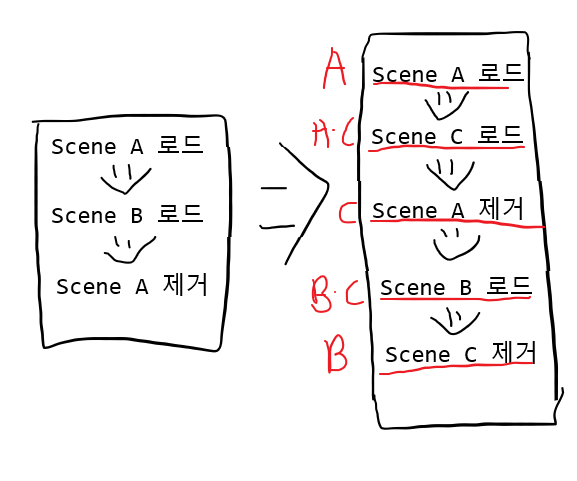 Scene A 로드
Scene B 로드
Scene A 제거
A
Scene A 로드
A·C
Scene C 로드
C
Scene A 제거
B·C
Scene B 로드
B
Scene C 제거